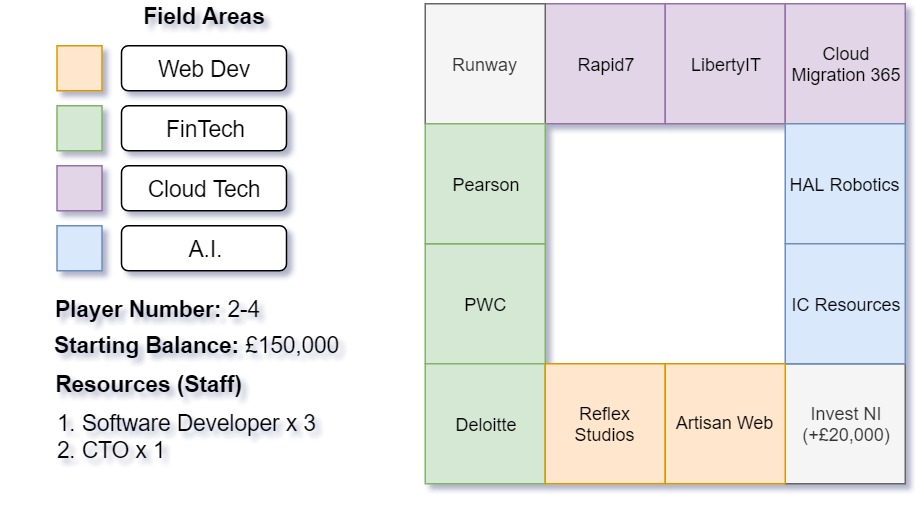 Field Areas
Web Dev
FinTech
Cloud Tech
A.I.
Player Number: 2-4
Starting Balance: £150,000
Resources (Staff)
1. Software Developer x 3
2. CTO x 1
Runway
Rapid7
LibertyIT
Cloud
Migration 365
Pearson
HAL Robotics
PWC
IC Resources
Deloitte
Reflex
Studios
Artisan Web
Invest NI
(+£20,000)